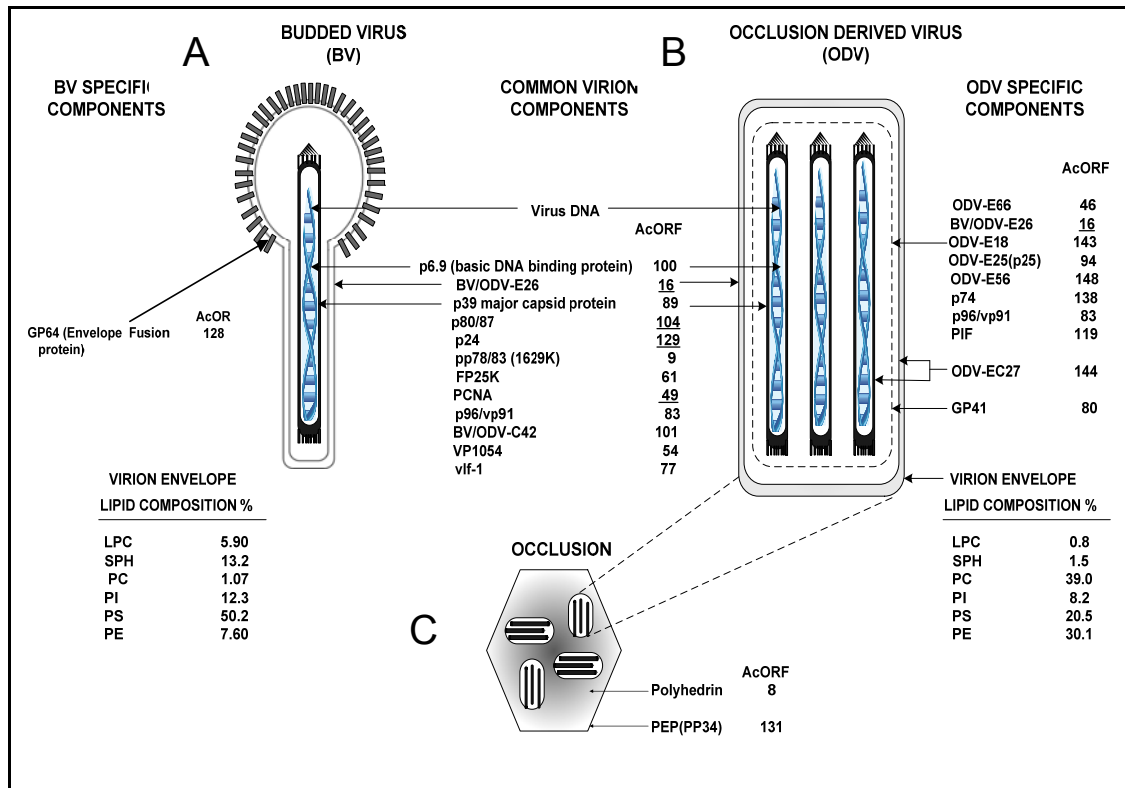 A
BUDDED VIRUS
(BV)
B
OCCLUSION DERIVED VIRUS
(ODV)
BV SPECIFI
COMPONENTS
COMMON VIRION
COMPONENTS
ODV SPECIFIC
COMPONENTS
Virus DNA
AcORF
p6.9 (basic DNA binding protein) 100
BV/ODV-E26 16
p39 major capsid protein 89
p80/87 104
p24 129
pp78/83 (1629K) 9
FP25K 61
PCNA 49
p96/vp91 83
BV/ODV-C42 101
VP1054 54
vlf-1 77
AcORF
ODV-E66 46
BV/ODV-E26 16
ODV-E18 143
ODV-E25(p25) 94
ODV-E56 148
p74 138
p96/vp91 83
PIF 119
ODV-EC27 144
GP41 80
AcOR
GP64 (Envelope Fusion 128
protein)
VIRION ENVELOPE
LIPID COMPOSITION %
LPC 5.90
SPH 13.2
PC 1.07
PI 12.3
PS 50.2
PE 7.60
VIRION ENVELOPE
LIPID COMPOSITION %
LPC 0.8
SPH 1.5
PC 39.0
PI 8.2
PS 20.5
PE 30.1
C
OCCLUSION
AcORF
Polyhedrin 8
PEP(PP34) 131